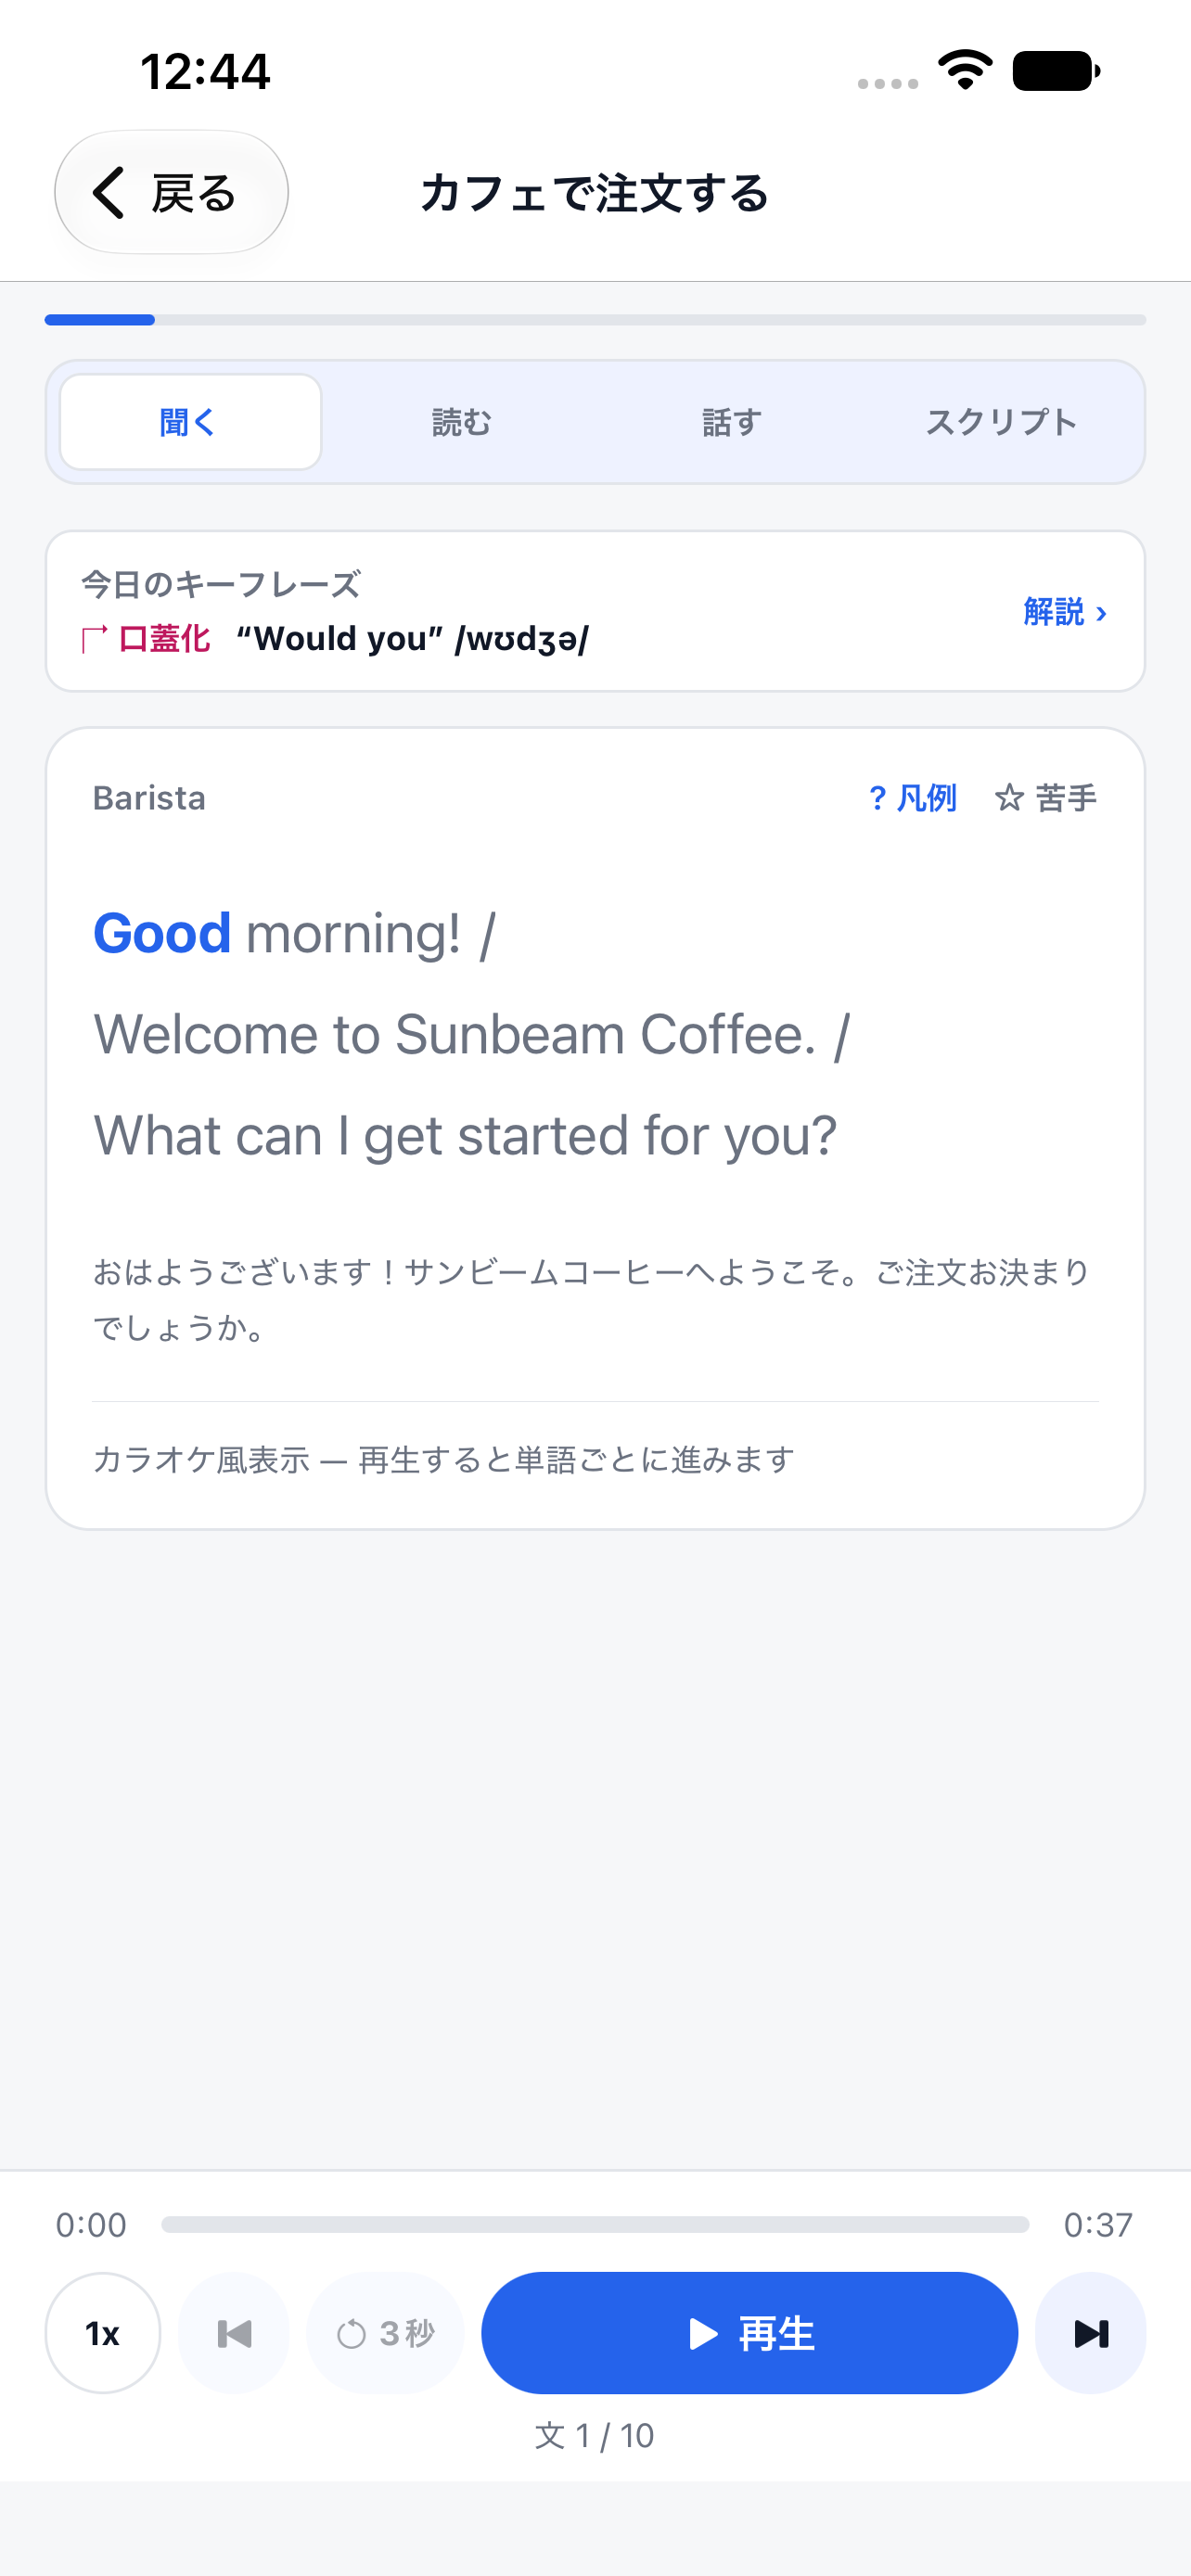 12:44
戻る
カフェで注文する
聞く 読む 話す スクリプト
今日のキーフレーズ
口蓋化 “Would you” /wʊdʒə/
解説 ›
Barista ? 凡例 ☆ 苦手
Good morning! /
Welcome to Sunbeam Coffee. /
What can I get started for you?
おはようございます！サンビームコーヒーへようこそ。ご注文お決まり
でしょうか。
カラオケ風表示 — 再生すると単語ごとに進みます
0:00 0:37
1x 3秒 再生
文 1 / 10